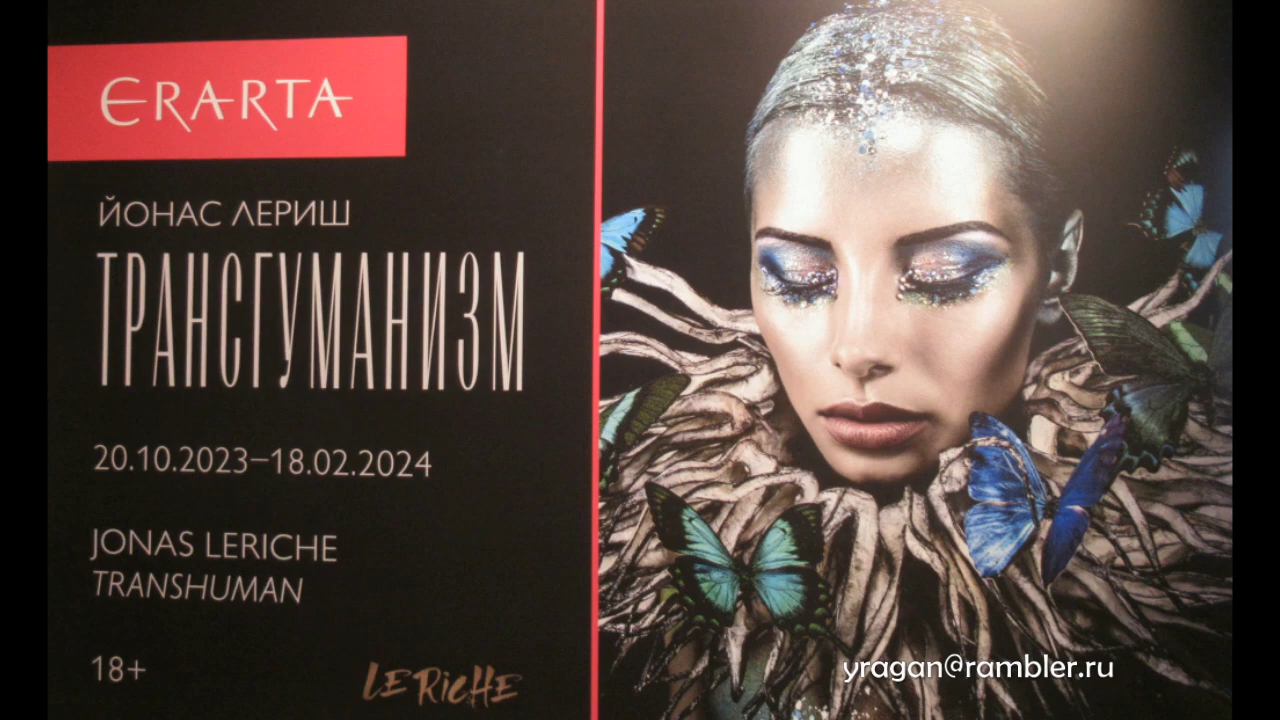 ERARTA
ЙОНАС ЛЕРИШ
ТРАНСГУМАНИЗМ
20.10.2023–18.02.2024
JONAS LERICHE
TRANSHUMAN
18+
LERICHE
yragan@rambler.ru